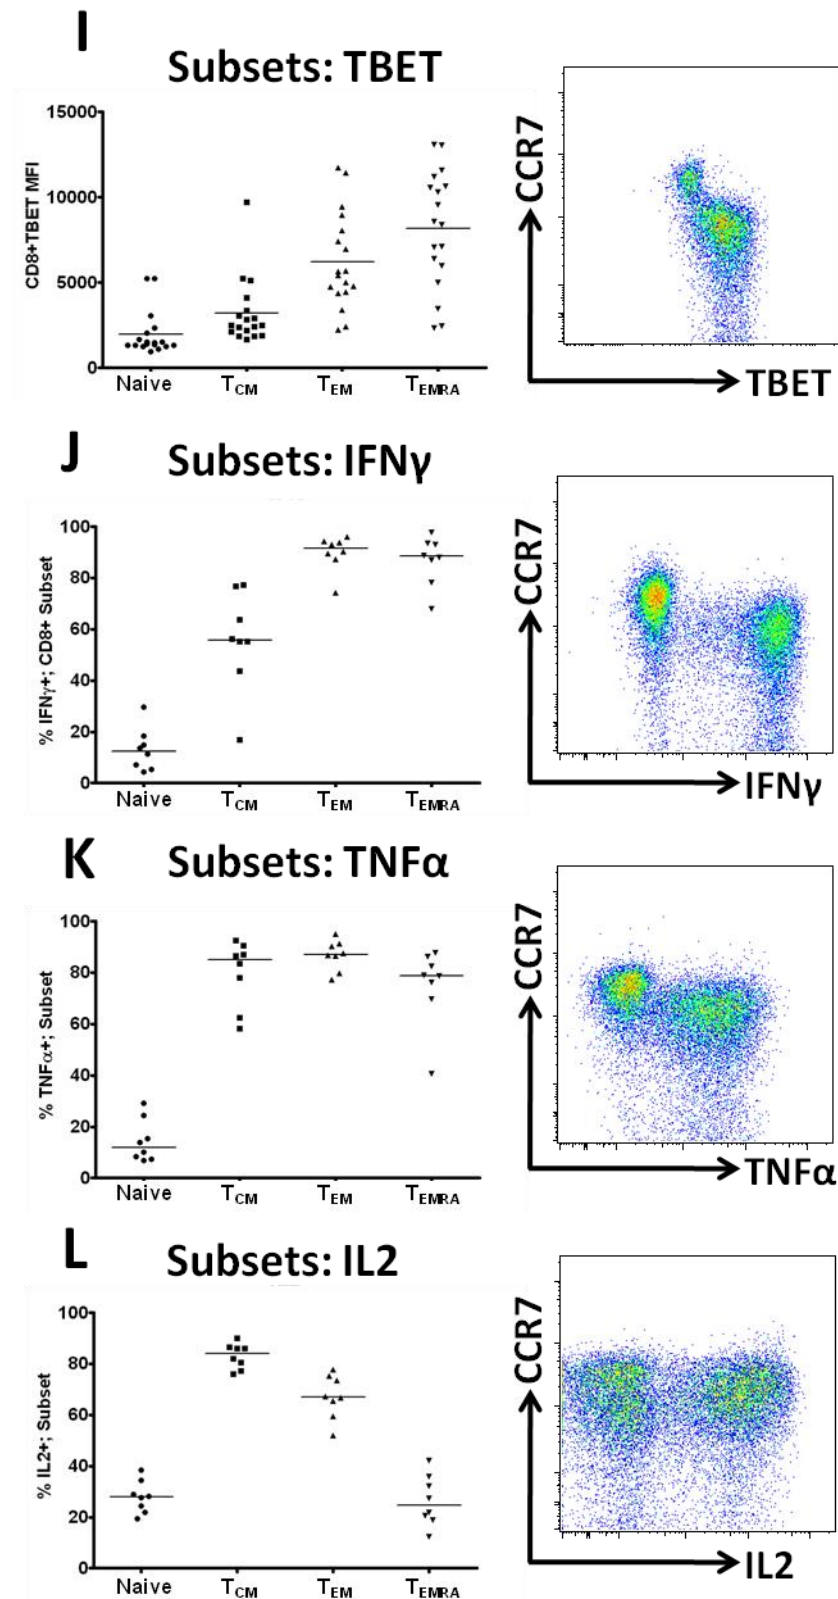 I
Subsets: TBET
CD8+TBET MFI
15000
10000
5000
0
Naive TCM TEM TEMRA
CCR7
TBET
J
Subsets: IFNγ
% IFNγ+; CD8+ Subset
100
80
60
40
20
0
Naive TCM TEM TEMRA
CCR7
IFNγ
K
Subsets: TNFα
% TNFα+; Subset
100
80
60
40
20
0
Naive TCM TEM TEMRA
CCR7
TNFα
L
Subsets: IL2
% IL2+; Subset
100
80
60
40
20
0
Naive TCM TEM TEMRA
CCR7
IL2